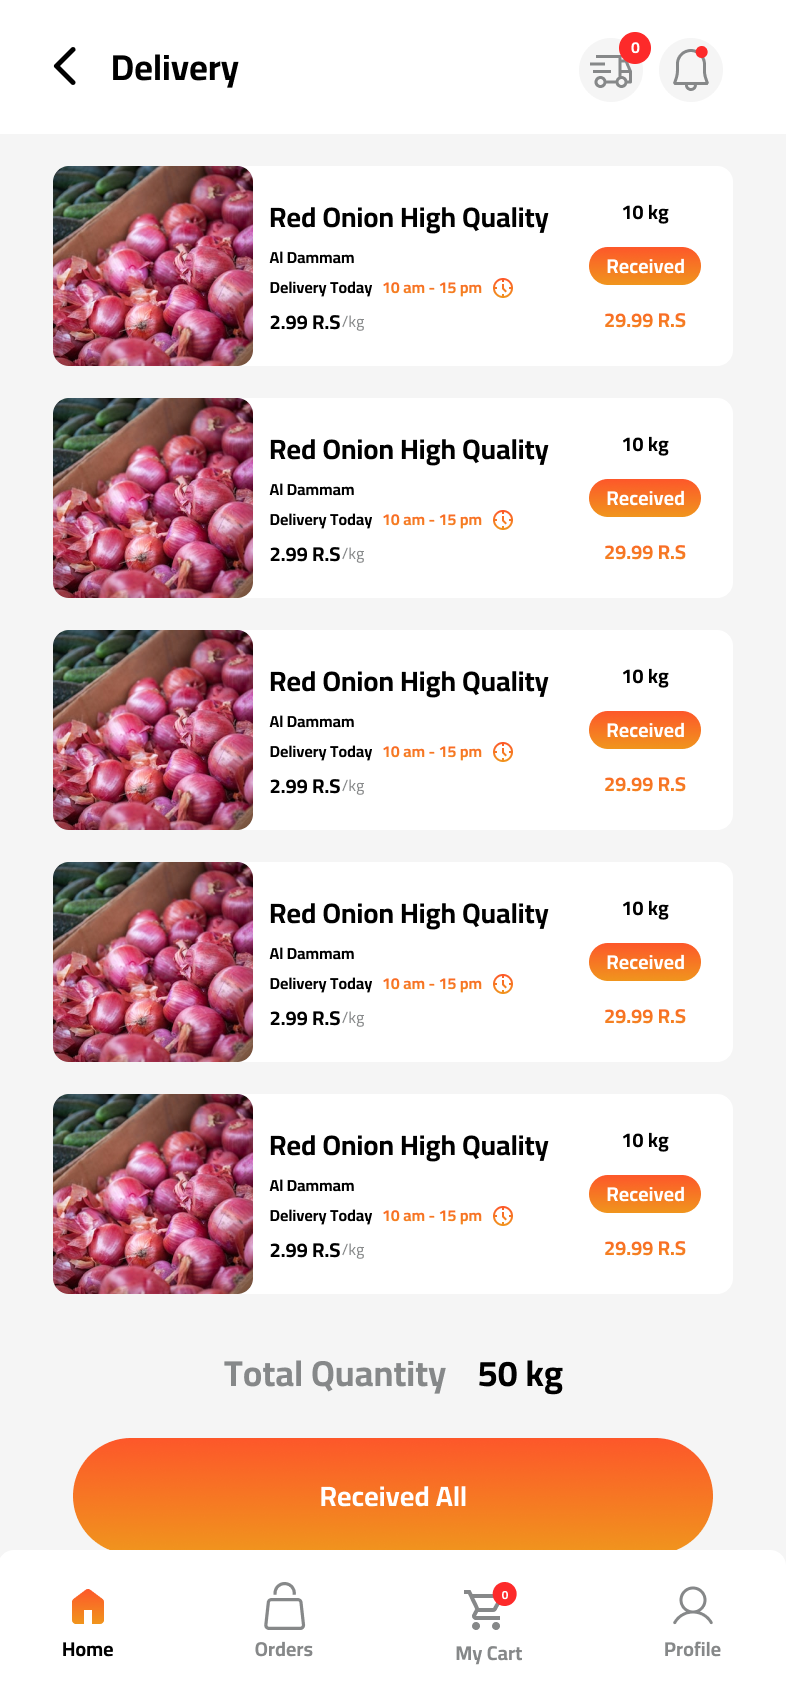 Delivery
0
Red Onion High Quality
Al Dammam
Delivery Today 10 am - 15 pm
2.99 R.S/kg
10 kg
Received
29.99 R.S
Red Onion High Quality
Al Dammam
Delivery Today 10 am - 15 pm
2.99 R.S/kg
10 kg
Received
29.99 R.S
Red Onion High Quality
Al Dammam
Delivery Today 10 am - 15 pm
2.99 R.S/kg
10 kg
Received
29.99 R.S
Red Onion High Quality
Al Dammam
Delivery Today 10 am - 15 pm
2.99 R.S/kg
10 kg
Received
29.99 R.S
Red Onion High Quality
Al Dammam
Delivery Today 10 am - 15 pm
2.99 R.S/kg
10 kg
Received
29.99 R.S
Total Quantity 50 kg
Received All
0
Home
Orders
My Cart
Profile